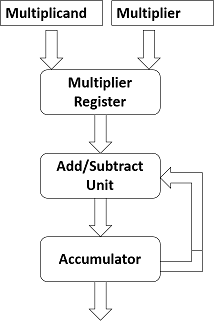 Multiplicand
Multiplier
Multiplier
Register
Add/Subtract
Unit
Accumulator